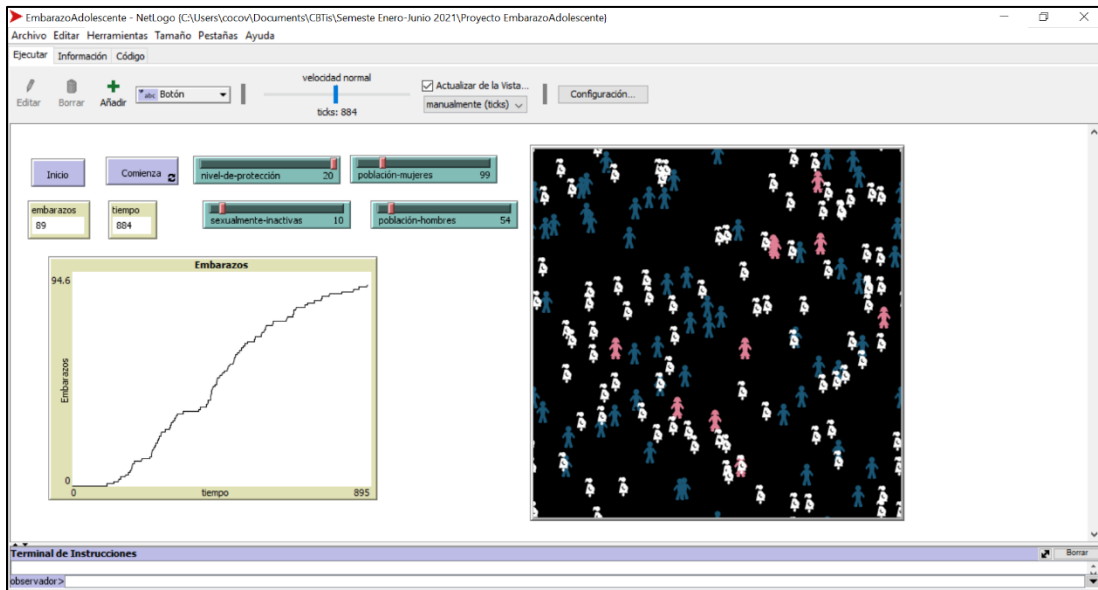 EmbarazoAdolescente - NetLogo {C:\Users\cocov\Documents\CBTis\Semeste Enero-Junio 2021\Proyecto EmbarazoAdolescente}
Archivo Editar Herramientas Tamaño Pestañas Ayuda
Ejecutar Información Código
Editar Borrar Añadir abc Botón velocidad normal ticks: 884 Actualizar de la Vista... manualmente (ticks) Configuración...
Inicio Comienza nivel-de-protección 20 población-mujeres 99
embarazos 89 tiempo 884 sexualmente-inactivas 10 población-hombres 54
Embarazos
94.6
Embarazos
0
0 tiempo 895
Terminal de Instrucciones Borrar
observador>